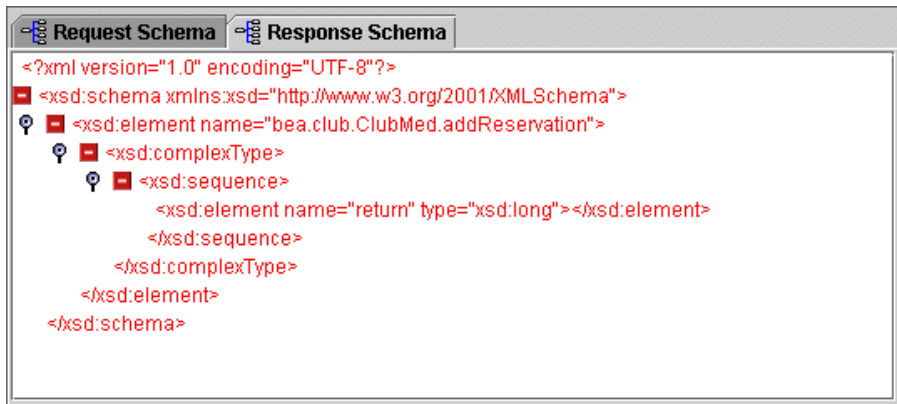 Request Schema Response Schema
<?xml version="1.0" encoding="UTF-8"?>
<xsd:schema xmlns:xsd="http://www.w3.org/2001/XMLSchema">
<xsd:element name="bea.club.ClubMed.addReservation">
<xsd:complexType>
<xsd:sequence>
<xsd:element name="return" type="xsd:long"></xsd:element>
</xsd:sequence>
</xsd:complexType>
</xsd:element>
</xsd:schema>